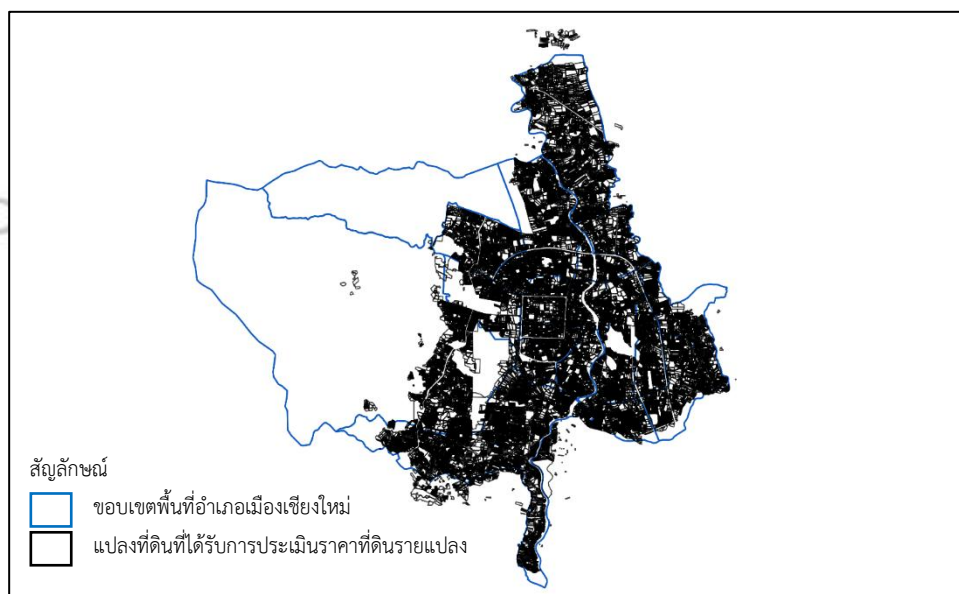 สัญลักษณ์
ขอบเขตพื้นที่อำเภอเมืองเชียงใหม่
แปลงที่ดินที่ได้รับการประเมินราคาที่ดินรายแปลง